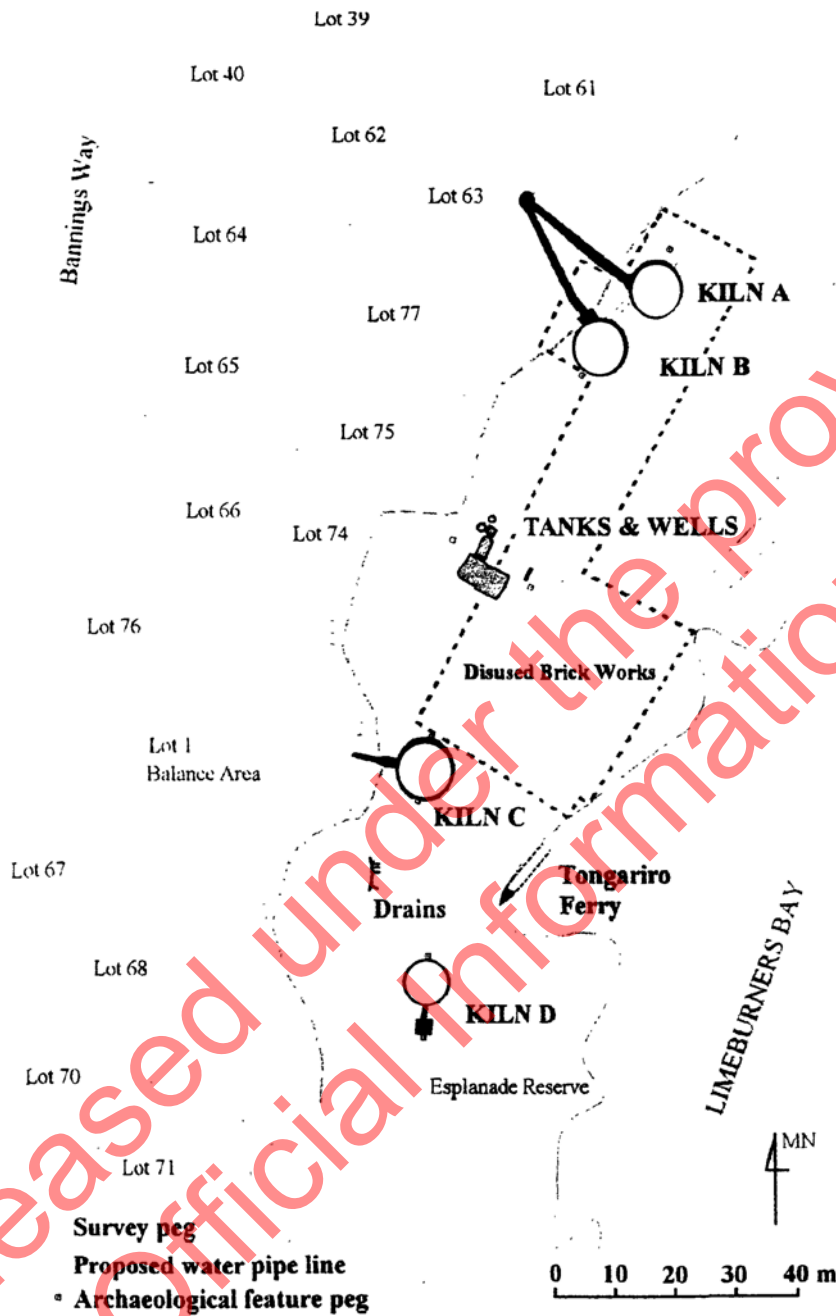 Lot 39
Lot 40
Lot 61
Lot 62
Bannings Way
Lot 63
Lot 64
KILN A
Lot 77
KILN B
Lot 65
Lot 75
Lot 66
Lot 74
TANKS & WELLS
Lot 76
Disused Brick Works
Lot 1
Balance Area
KILN C
Lot 67
Tongariro
Ferry
Drains
Lot 68
KILN D
LIMEBURNERS BAY
Lot 70
Esplanade Reserve
MN
Lot 71
Survey peg
Proposed water pipe line
Archaeological feature peg
0 10 20 30 40 m
eased under the prov
Official Information